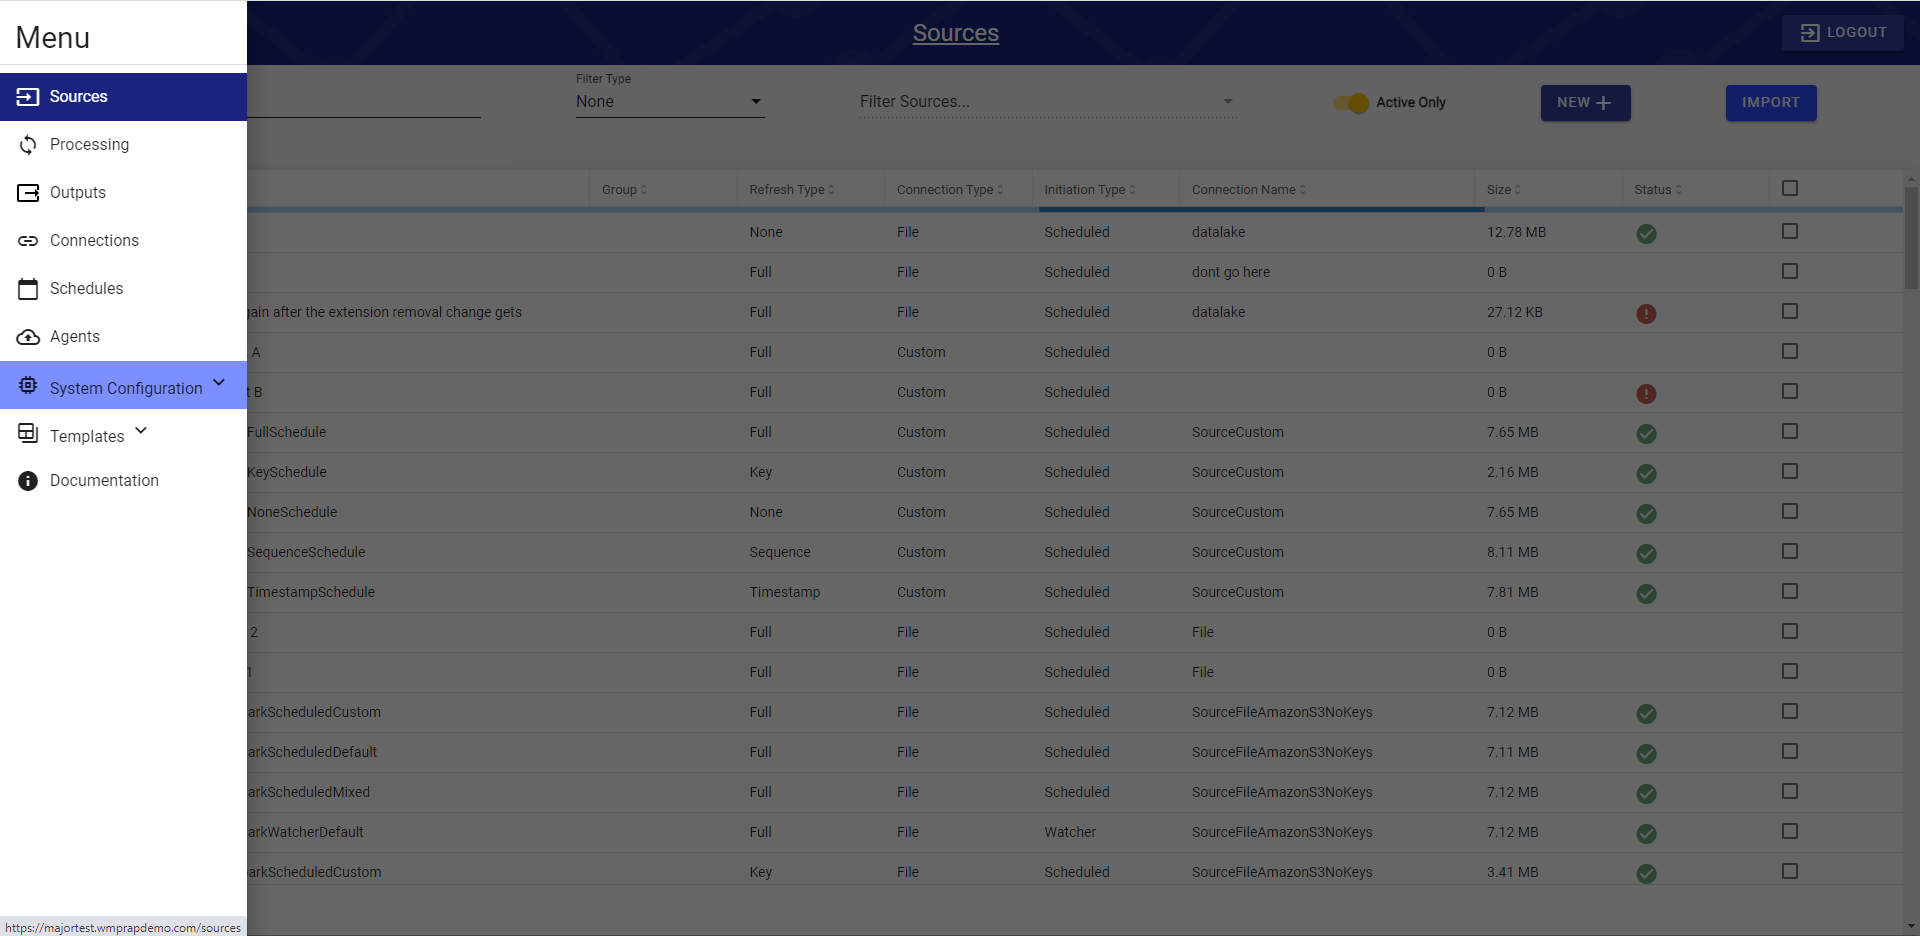 Menu
Sources
Processing
Outputs
Connections
Schedules
Agents
System Configuration
Templates
Documentation
https://majortest.wmprapdemo.com/sources
Sources
LOGOUT
Filter Type
None
Filter Sources...
Active Only
NEW
IMPORT
Group Refresh Type Connection Type Initiation Type Connection Name Size Status
None File Scheduled datalake 12.78 MB
Full File Scheduled dont go here 0 B
after the extension removal change gets Full File Scheduled datalake 27.12 KB
A Full Custom Scheduled 0 B
B Full Custom Scheduled 0 B
FullSchedule Full Custom Scheduled SourceCustom 7.65 MB
KeySchedule Key Custom Scheduled SourceCustom 2.16 MB
NoneSchedule None Custom Scheduled SourceCustom 7.65 MB
SequenceSchedule Sequence Custom Scheduled SourceCustom 8.11 MB
TimestampSchedule Timestamp Custom Scheduled SourceCustom 7.81 MB
2 Full File Scheduled File 0 B
1 Full File Scheduled File 0 B
arkScheduledCustom Full File Scheduled SourceFileAmazonS3NoKeys 7.12 MB
arkScheduledDefault Full File Scheduled SourceFileAmazonS3NoKeys 7.11 MB
arkScheduledMixed Full File Scheduled SourceFileAmazonS3NoKeys 7.12 MB
arkWatcherDefault Full File Watcher SourceFileAmazonS3NoKeys 7.12 MB
arkScheduledCustom Key File Scheduled SourceFileAmazonS3NoKeys 3.41 MB